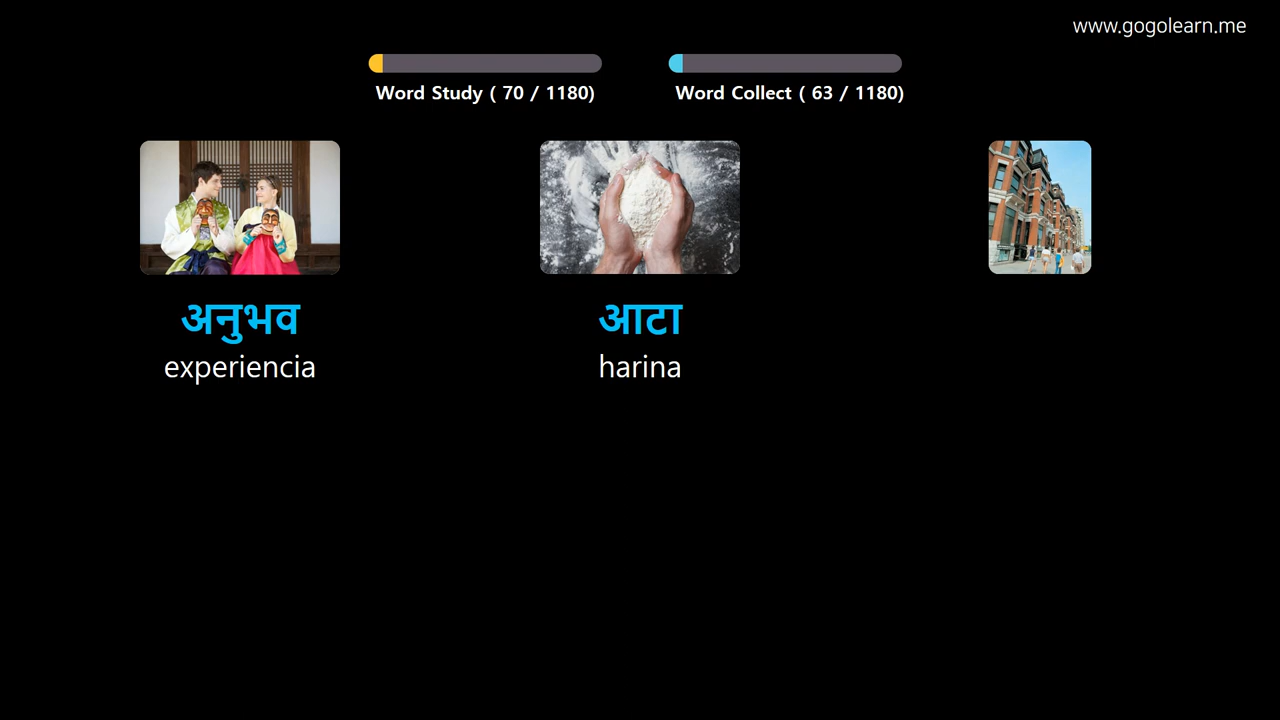 www.gogolearn.me
Word Study ( 70 / 1180)
Word Collect ( 63 / 1180)
अनुभव
experiencia
आटा
harina